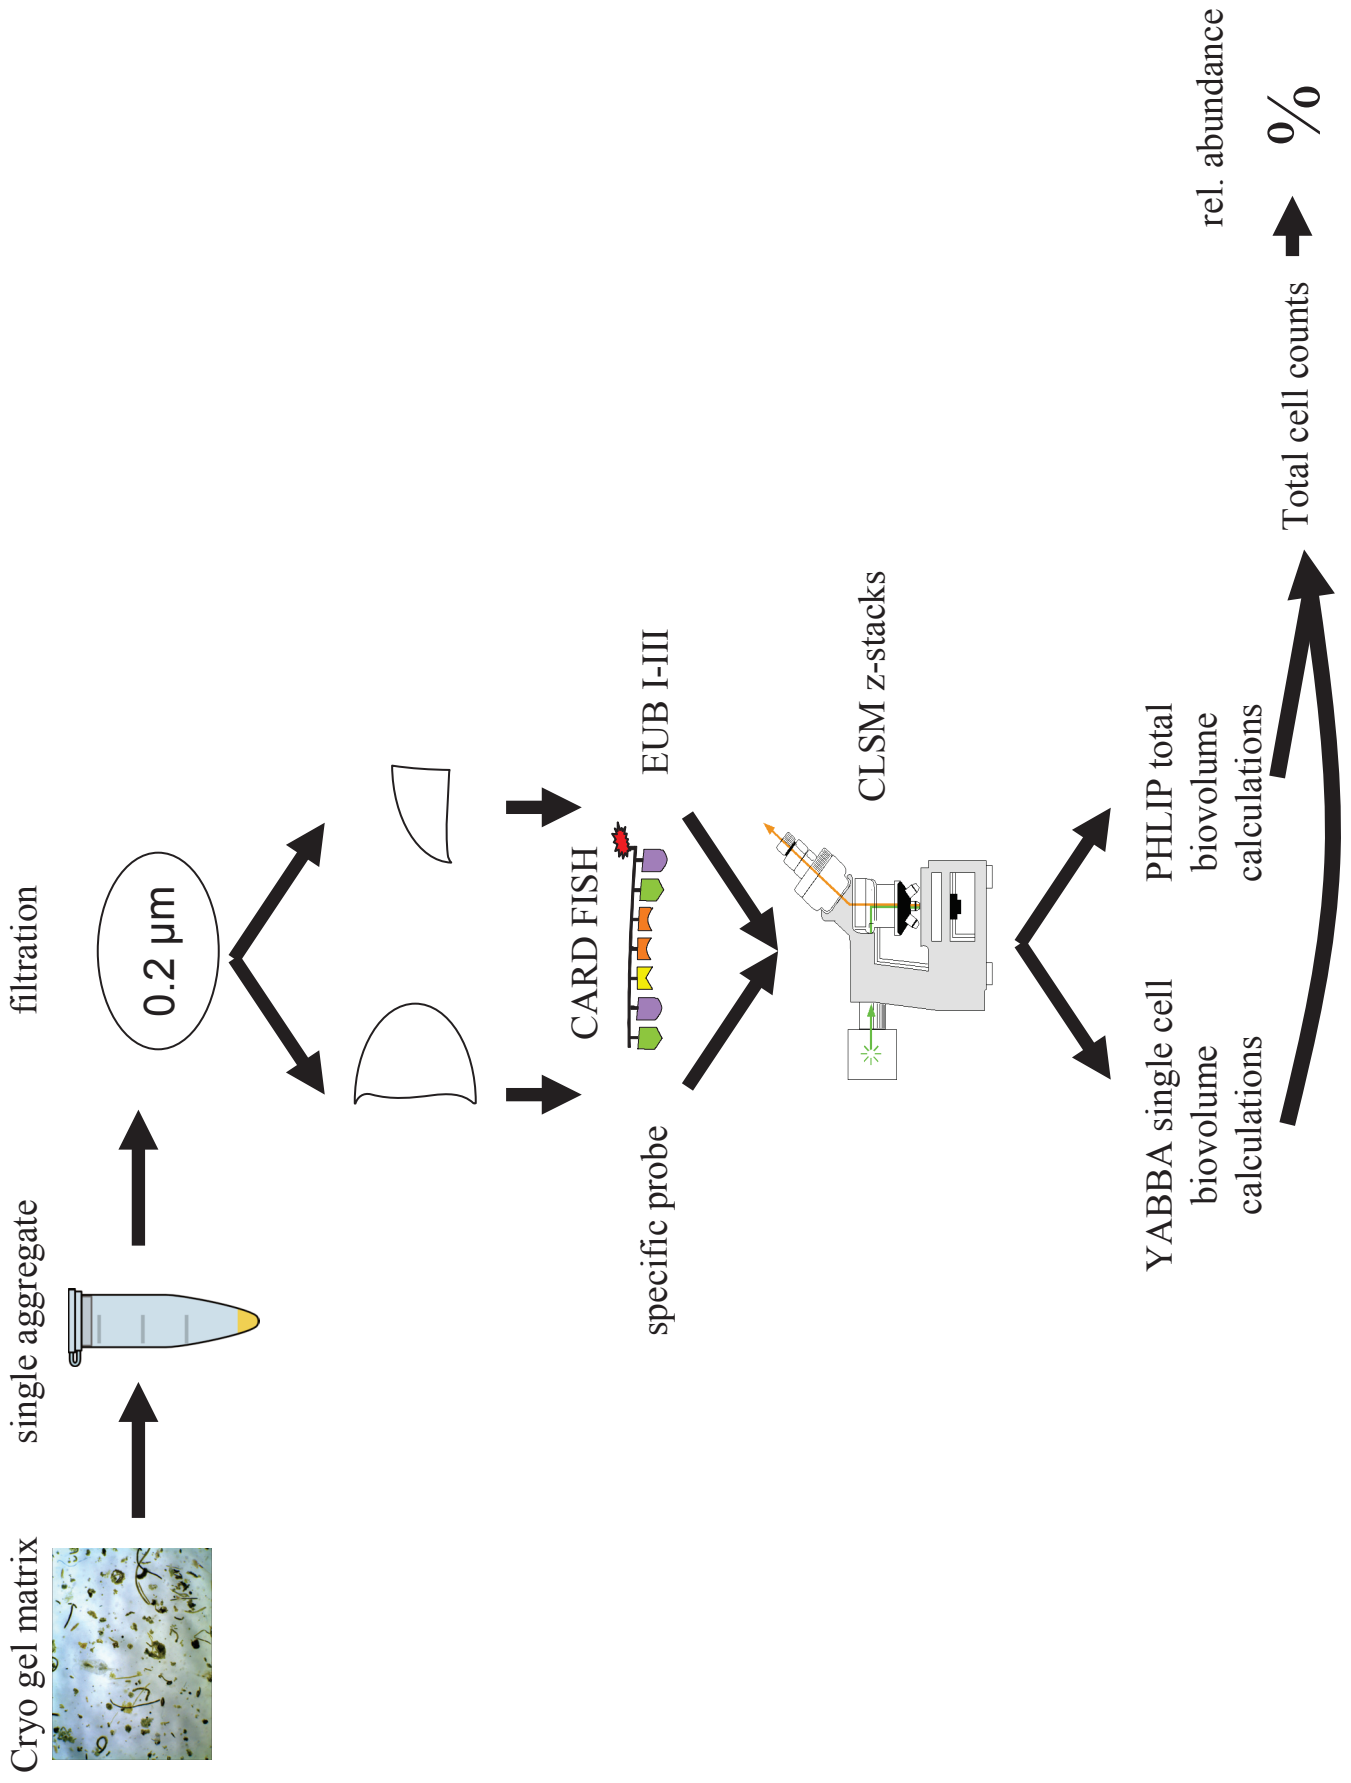 Cryo gel matrix
single aggregate
filtration
0.2 µm
CARD FISH
specific probe
EUB I-III
CLSM z-stacks
YABBA single cell
biovolume
calculations
PHLIP total
biovolume
calculations
Total cell counts
rel. abundance
%